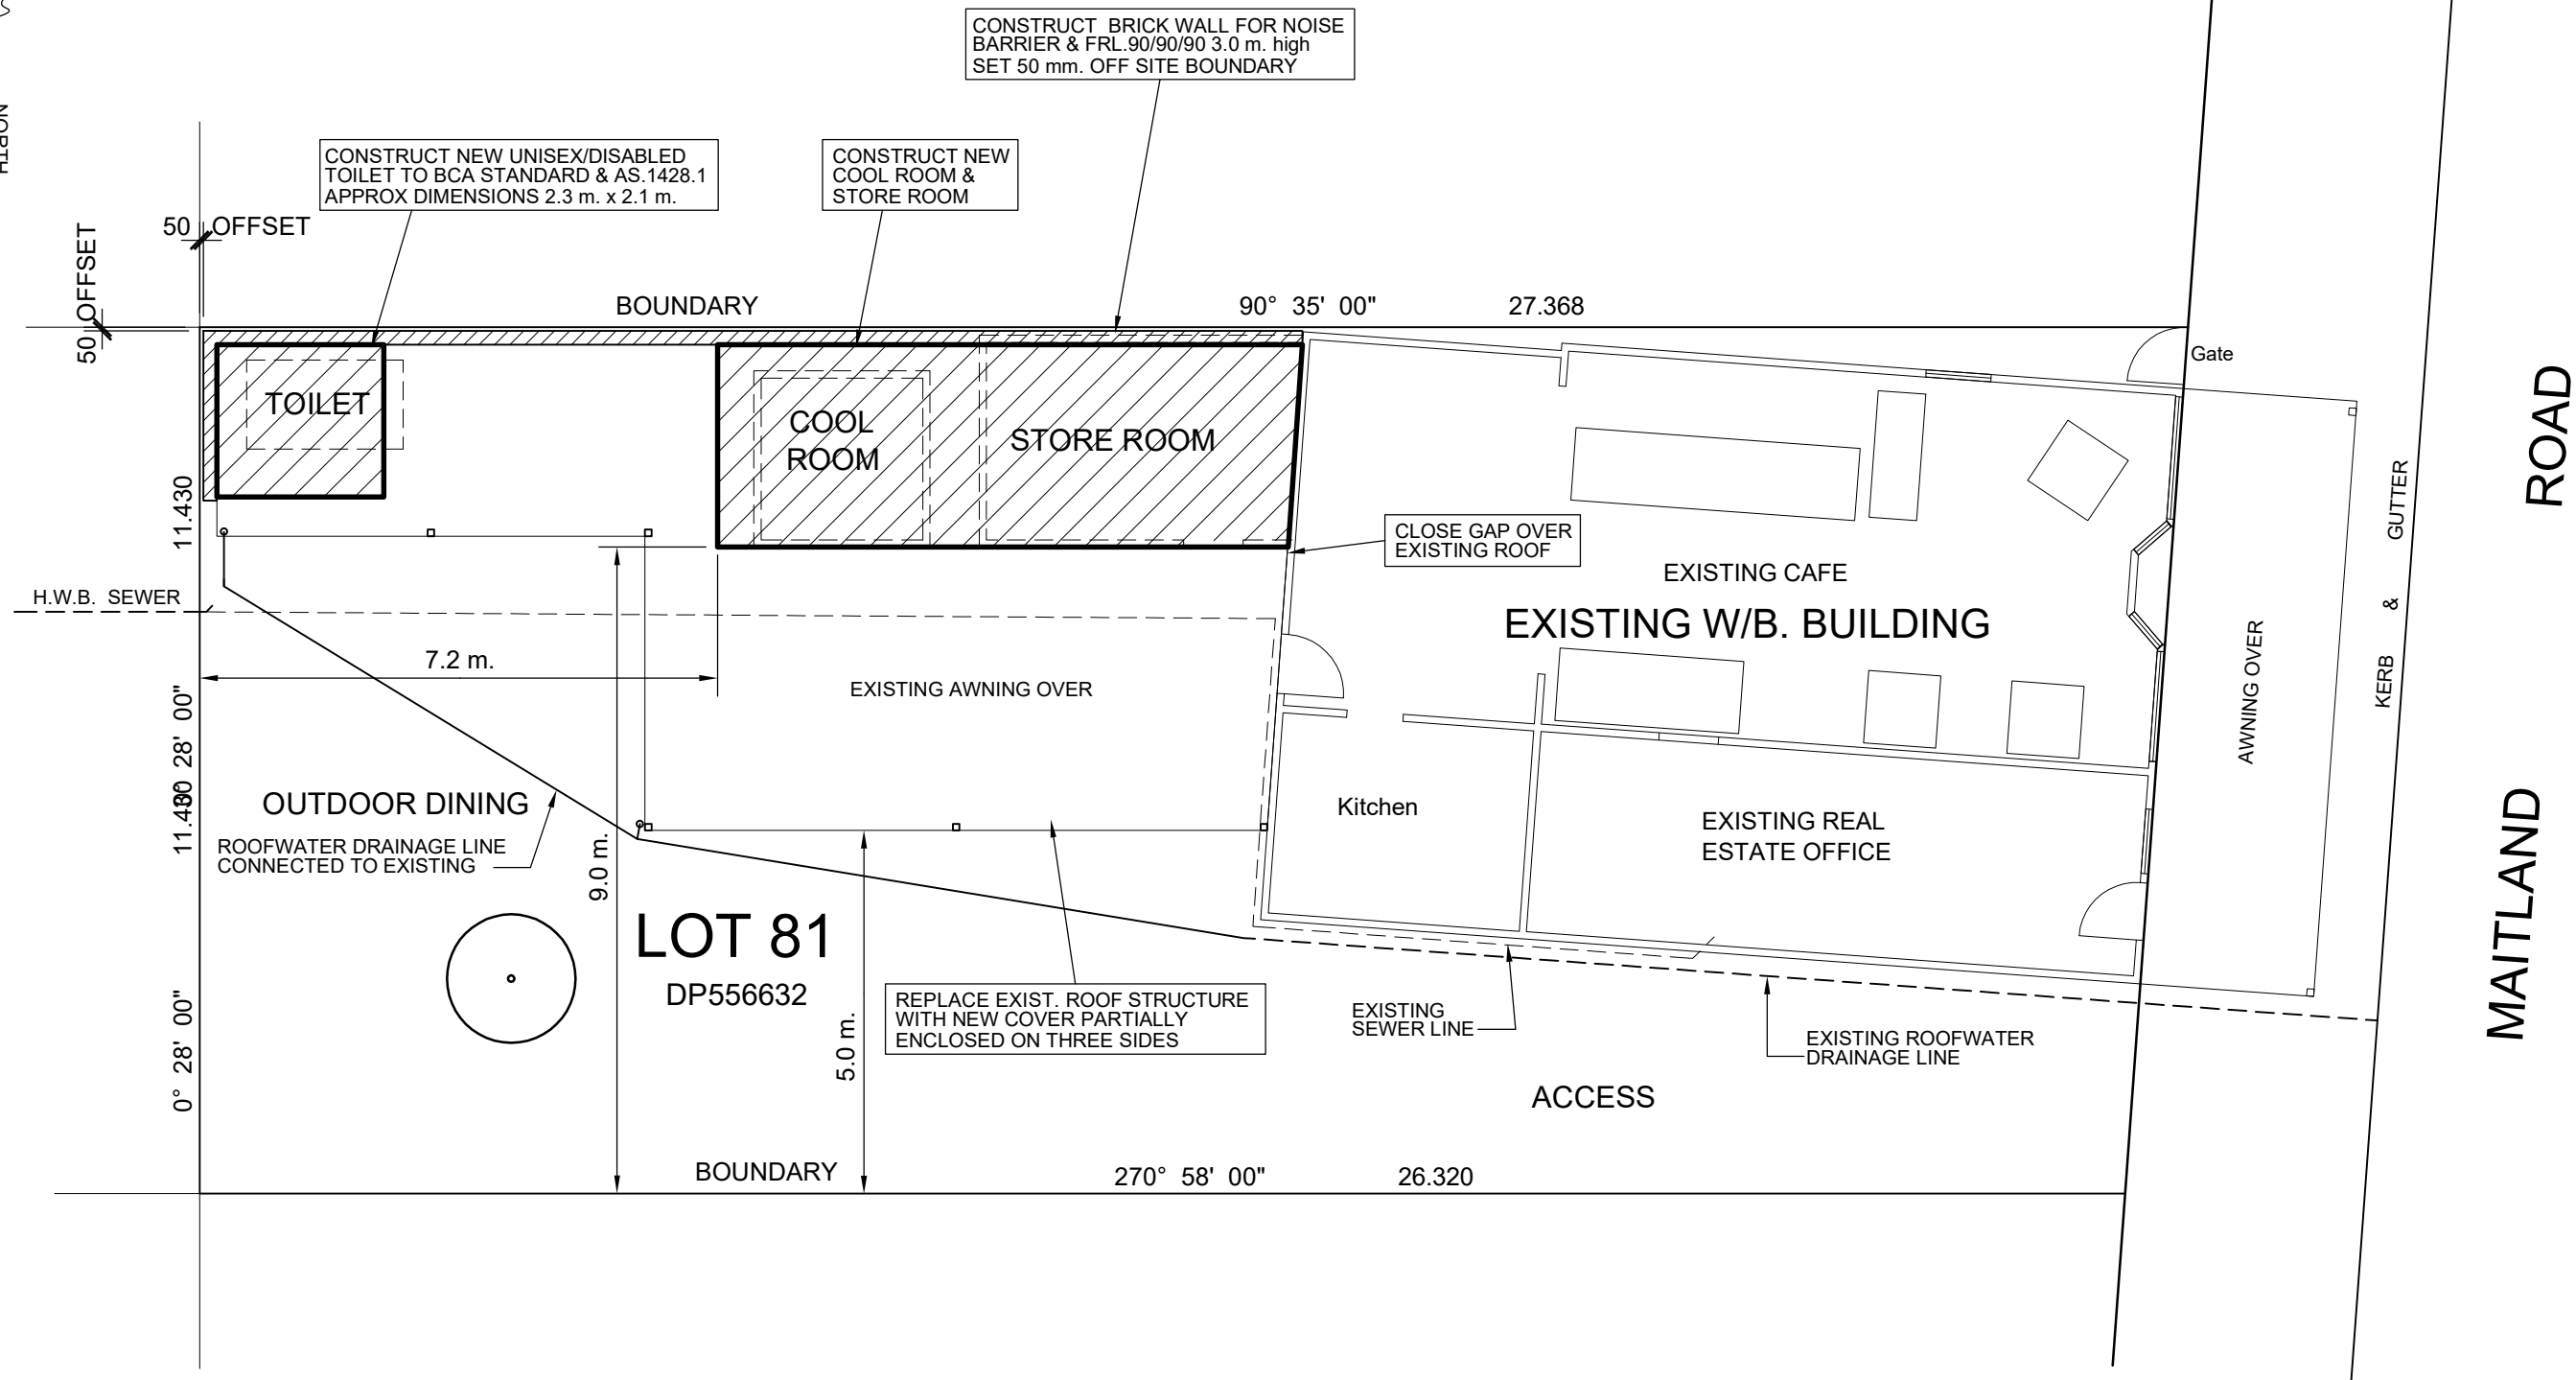 CONSTRUCT BRICK WALL FOR NOISE
BARRIER & FRL.90/90/90 3.0 m. high
SET 50 mm. OFF SITE BOUNDARY
NORTH
CONSTRUCT NEW UNISEX/DISABLED
TOILET TO BCA STANDARD & AS.1428.1
APPROX DIMENSIONS 2.3 m. x 2.1 m.
CONSTRUCT NEW
COOL ROOM &
STORE ROOM
50 OFFSET
50 OFFSET
BOUNDARY
90° 35' 00"
27.368
Gate
TOILET
COOL
ROOM
STORE ROOM
ROAD
KERB & GUTTER
11.430
CLOSE GAP OVER
EXISTING ROOF
EXISTING CAFE
EXISTING W/B. BUILDING
H.W.B. SEWER
7.2 m.
EXISTING AWNING OVER
AWNING OVER
0° 28' 00"
11.430
OUTDOOR DINING
ROOFWATER DRAINAGE LINE
CONNECTED TO EXISTING
9.0 m.
Kitchen
EXISTING REAL
ESTATE OFFICE
MAITLAND
LOT 81
DP556632
0° 28' 00"
5.0 m.
REPLACE EXIST. ROOF STRUCTURE
WITH NEW COVER PARTIALLY
ENCLOSED ON THREE SIDES
EXISTING
SEWER LINE
EXISTING ROOFWATER
DRAINAGE LINE
ACCESS
BOUNDARY
270° 58' 00"
26.320